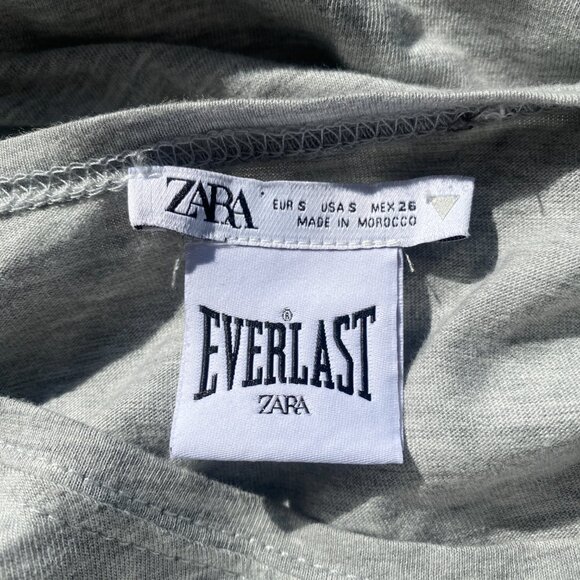 ZARA EUR S USA S MEX 26
MADE IN MOROCCO
®
EVERLAST
ZARA